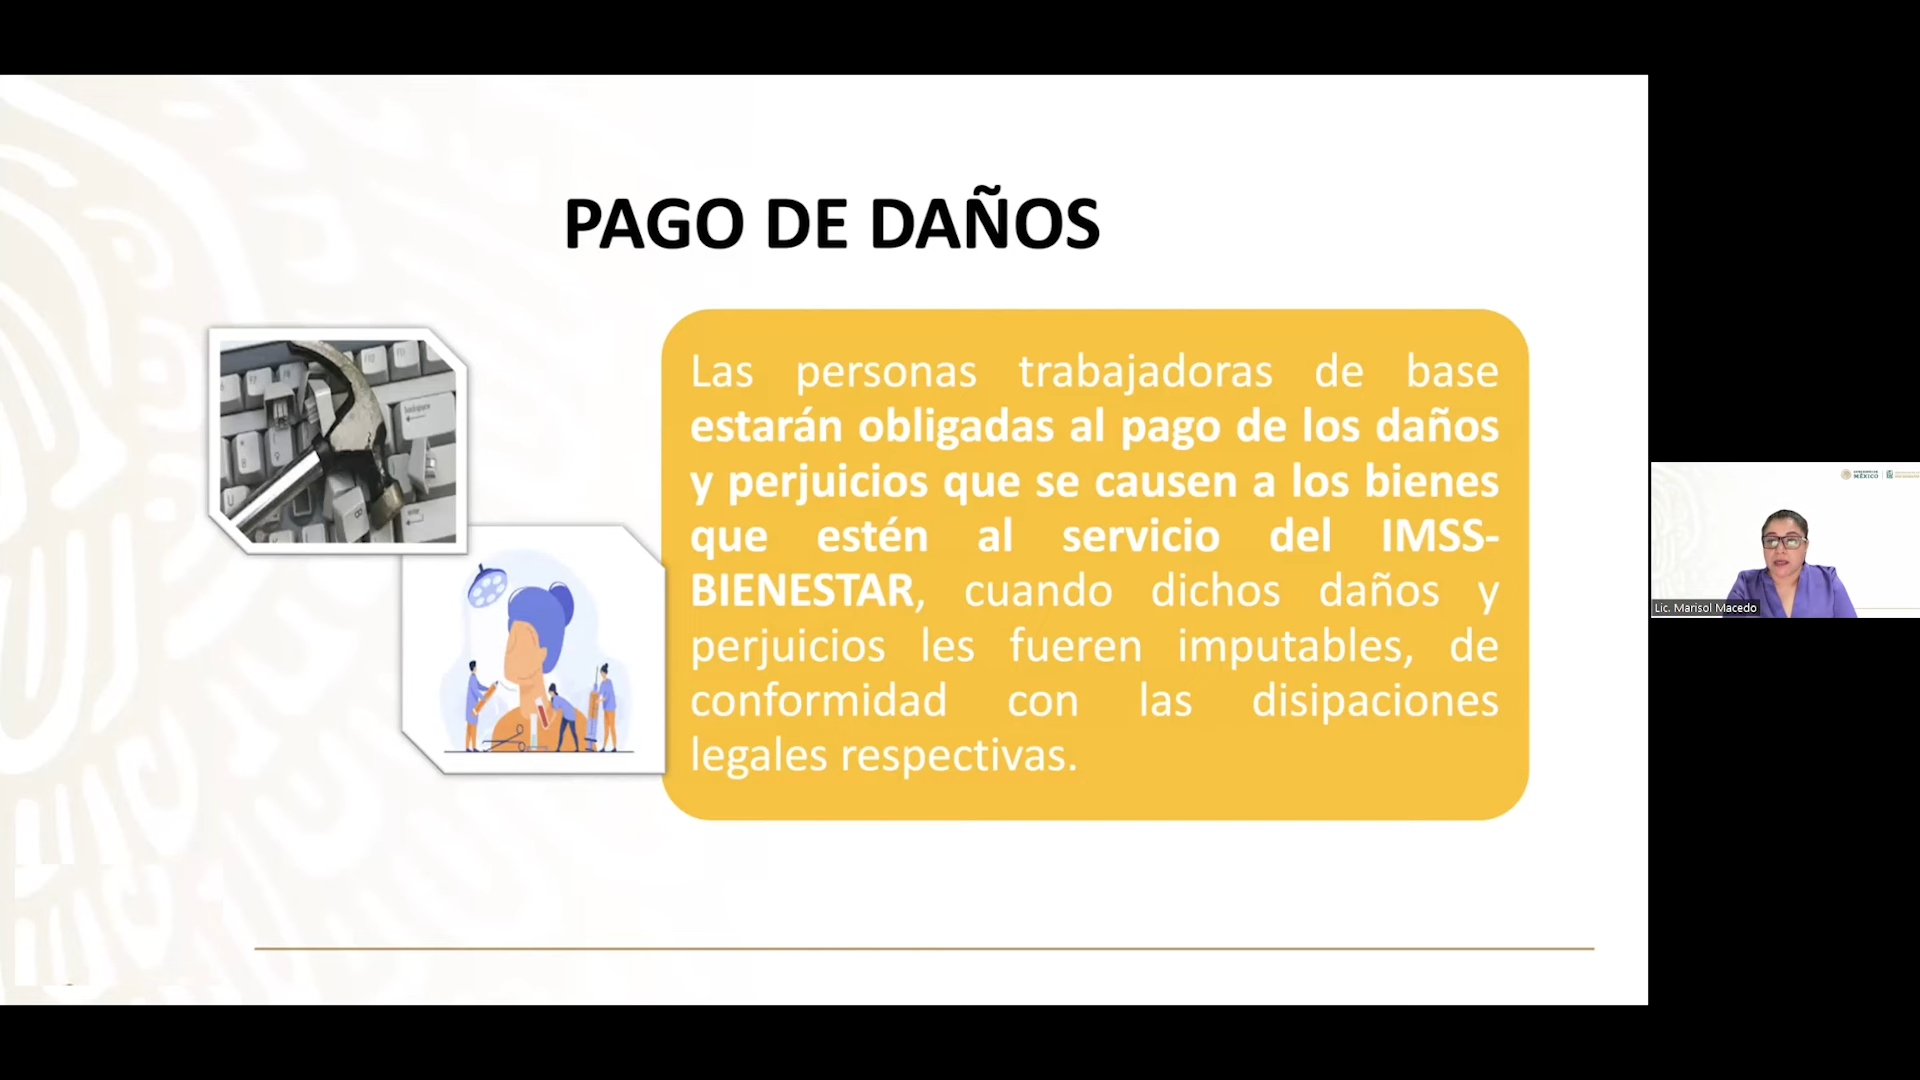 PAGO DE DAÑOS
Las personas trabajadoras de base
estarán obligadas al pago de los daños
y perjuicios que se causen a los bienes
que estén al servicio del IMSS-
BIENESTAR, cuando dichos daños y
perjuicios les fueren imputables, de
conformidad con las disipaciones
legales respectivas.
MÉXICO
Lic. Marisol Macedo